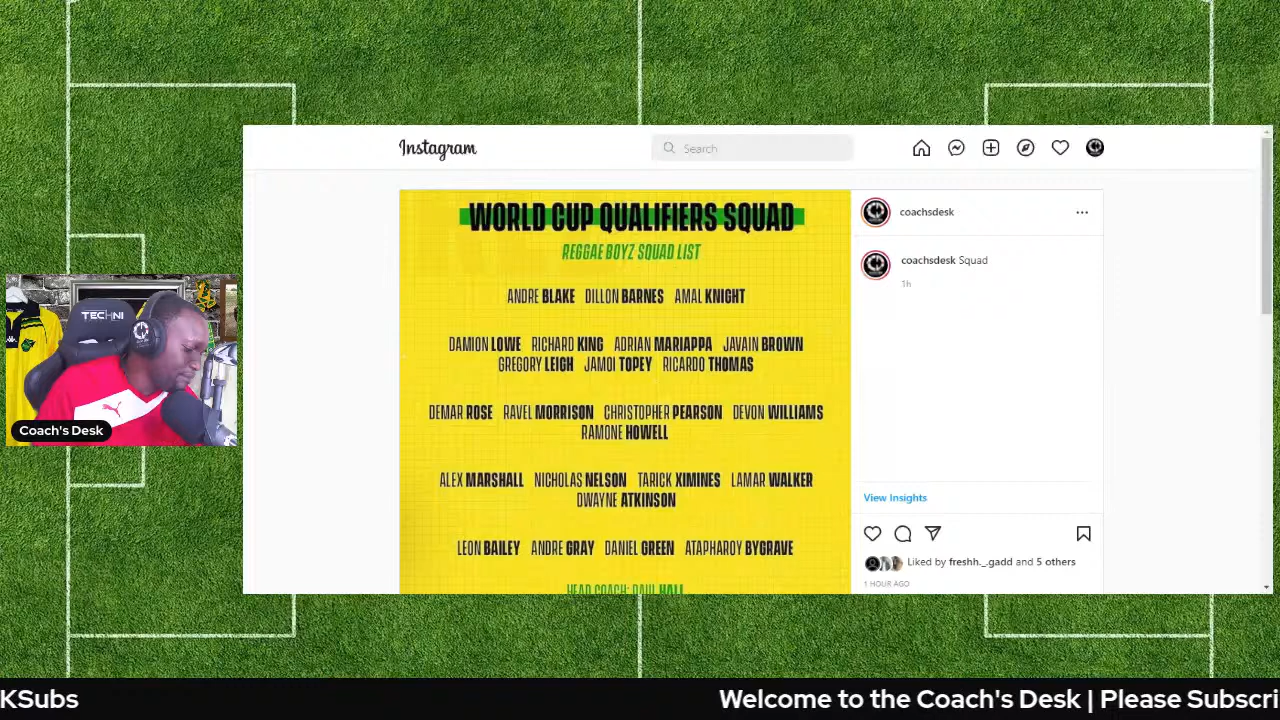 Instagram
Search
WORLD CUP QUALIFIERS SQUAD
REGGAE BOYZ SQUAD LIST
ANDRE BLAKE DILLON BARNES AMAL KNIGHT
DAMION LOWE RICHARD KING ADRIAN MARIAPPA JAVAIN BROWN
GREGORY LEIGH JAMOI TOPEY RICARDO THOMAS
DEMAR ROSE RAVEL MORRISON CHRISTOPHER PEARSON DEVON WILLIAMS
RAMONE HOWELL
ALEX MARSHALL NICHOLAS NELSON TARICK XIMINES LAMAR WALKER
DWAYNE ATKINSON
LEON BAILEY ANDRE GRAY DANIEL GREEN ATAPHAROY BYGRAVE
HEAD COACH: PAUL HALL
coachsdesk
coachsdesk Squad
1h
View Insights
Liked by freshh._.gadd and 5 others
1 HOUR AGO
TECHNI
Coach's Desk
KSubs
Welcome to the Coach's Desk | Please Subscri